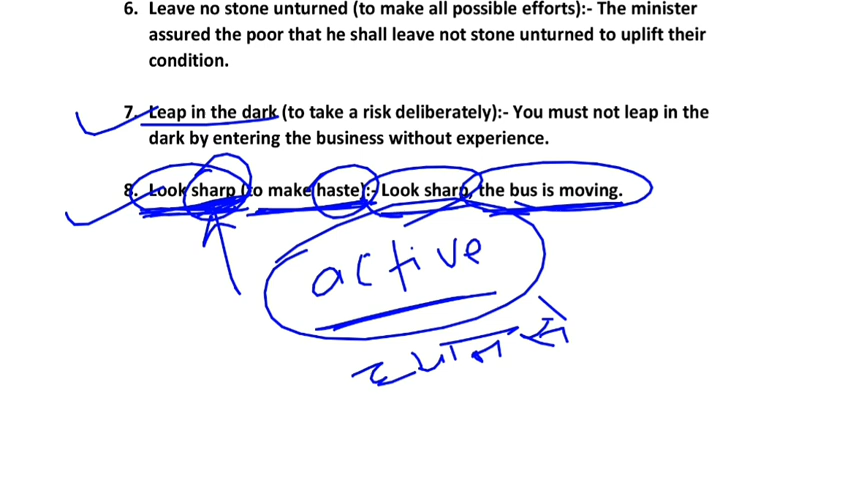 6. Leave no stone unturned (to make all possible efforts):- The minister
assured the poor that he shall leave not stone unturned to uplift their
condition.
7. Leap in the dark (to take a risk deliberately):- You must not leap in the
dark by entering the business without experience.
8. Look sharp (to make haste):- Look sharp, the bus is moving.
active